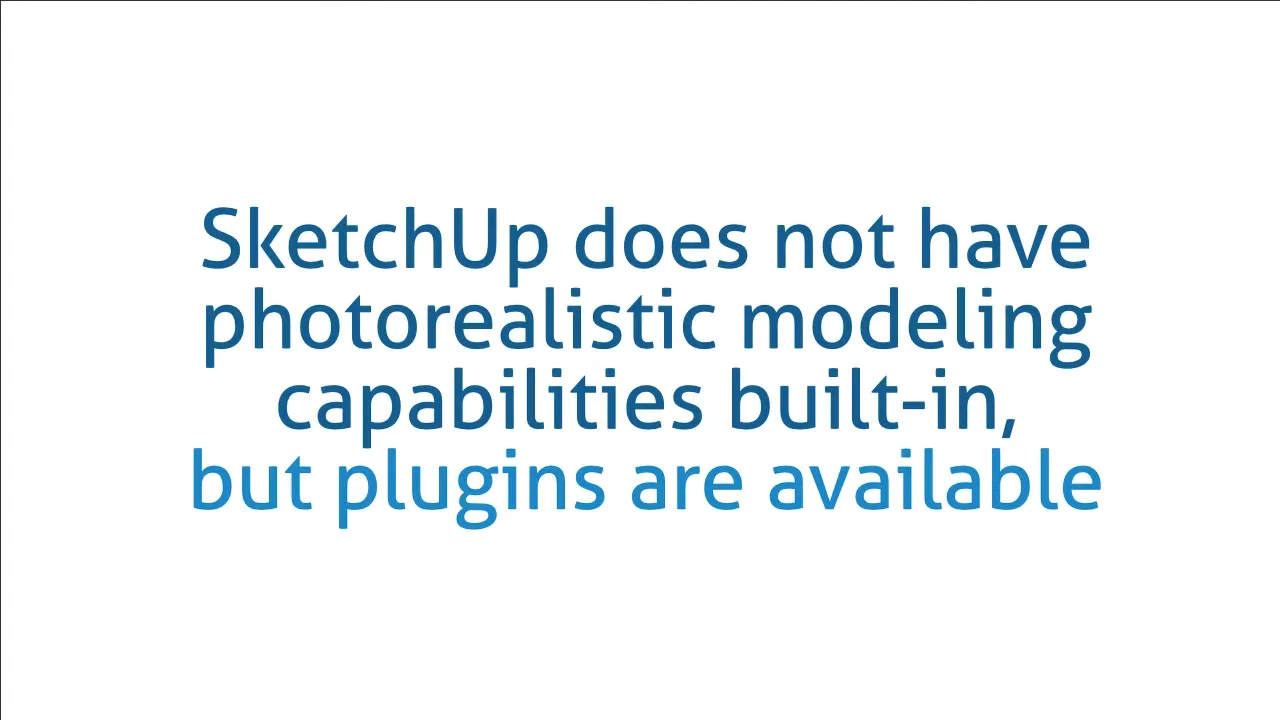 SketchUp does not have
photorealistic modeling
capabilities built-in,
but plugins are available